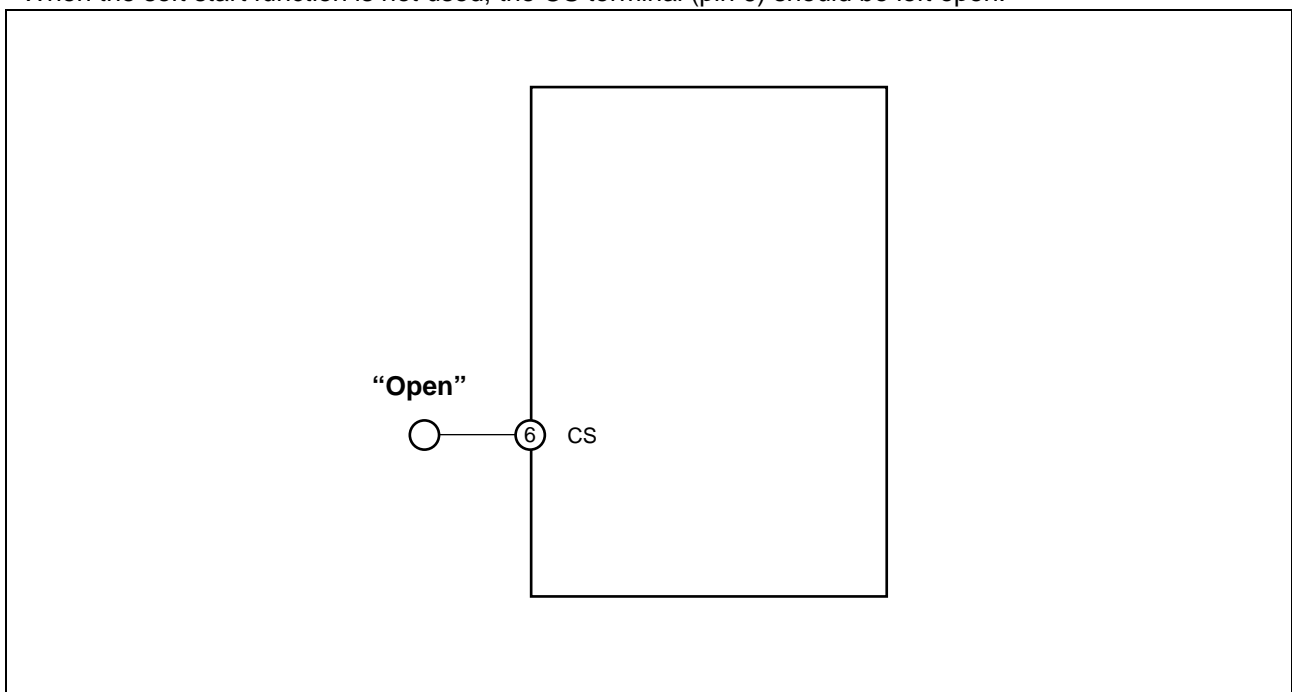 When the soft start function is not used, the CS terminal (pin 6) should be left open.
“Open”
6 CS